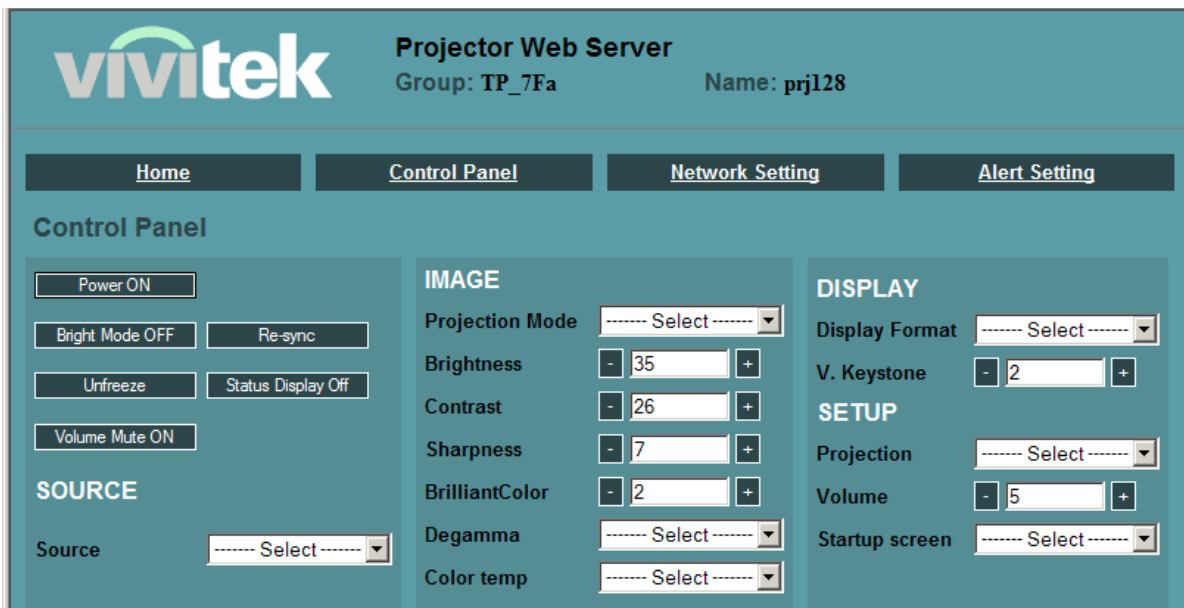 vivitek
Projector Web Server
Group: TP_7Fa Name: prj128
Home Control Panel Network Setting Alert Setting
Control Panel
Power ON
Bright Mode OFF Re-sync
Unfreeze Status Display Off
Volume Mute ON
SOURCE
Source ------- Select -------
IMAGE
Projection Mode ------- Select -------
Brightness - 35 +
Contrast - 26 +
Sharpness - 7 +
BrilliantColor - 2 +
Degamma ------- Select -------
Color temp ------- Select -------
DISPLAY
Display Format ------- Select -------
V. Keystone - 2 +
SETUP
Projection ------- Select -------
Volume - 5 +
Startup screen ------- Select -------